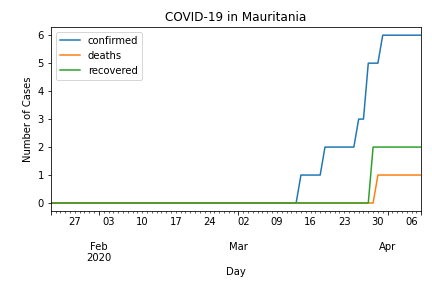 COVID-19 in Mauritania
confirmed
deaths
recovered
Number of Cases
6
5
4
3
2
1
0
27 03 10 17 24 02 09 16 23 30 06
Feb Mar Apr
2020
Day